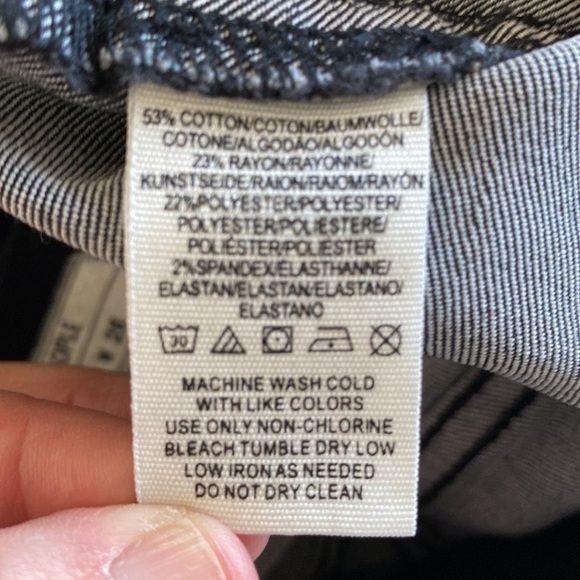 53% COTTON/COTON/BAUMWOLLE/
COTONE/ALGODÃO/ALGODÓN
23% RAYON/RAYONNE/
KUNSTSEIDE/RAION/RAIOM/RAYÓN
22%POLYESTER/POLYESTER/
POLYESTER/POLIESTERE/
POLIÉSTER/POLIÉSTER
2%SPANDEX/ELASTHANNE/
ELASTAN/ELASTAN/ELASTANO/
ELASTANO
30
MACHINE WASH COLD
WITH LIKE COLORS
USE ONLY NON-CHLORINE
BLEACH TUMBLE DRY LOW
LOW IRON AS NEEDED
DO NOT DRY CLEAN
W 26